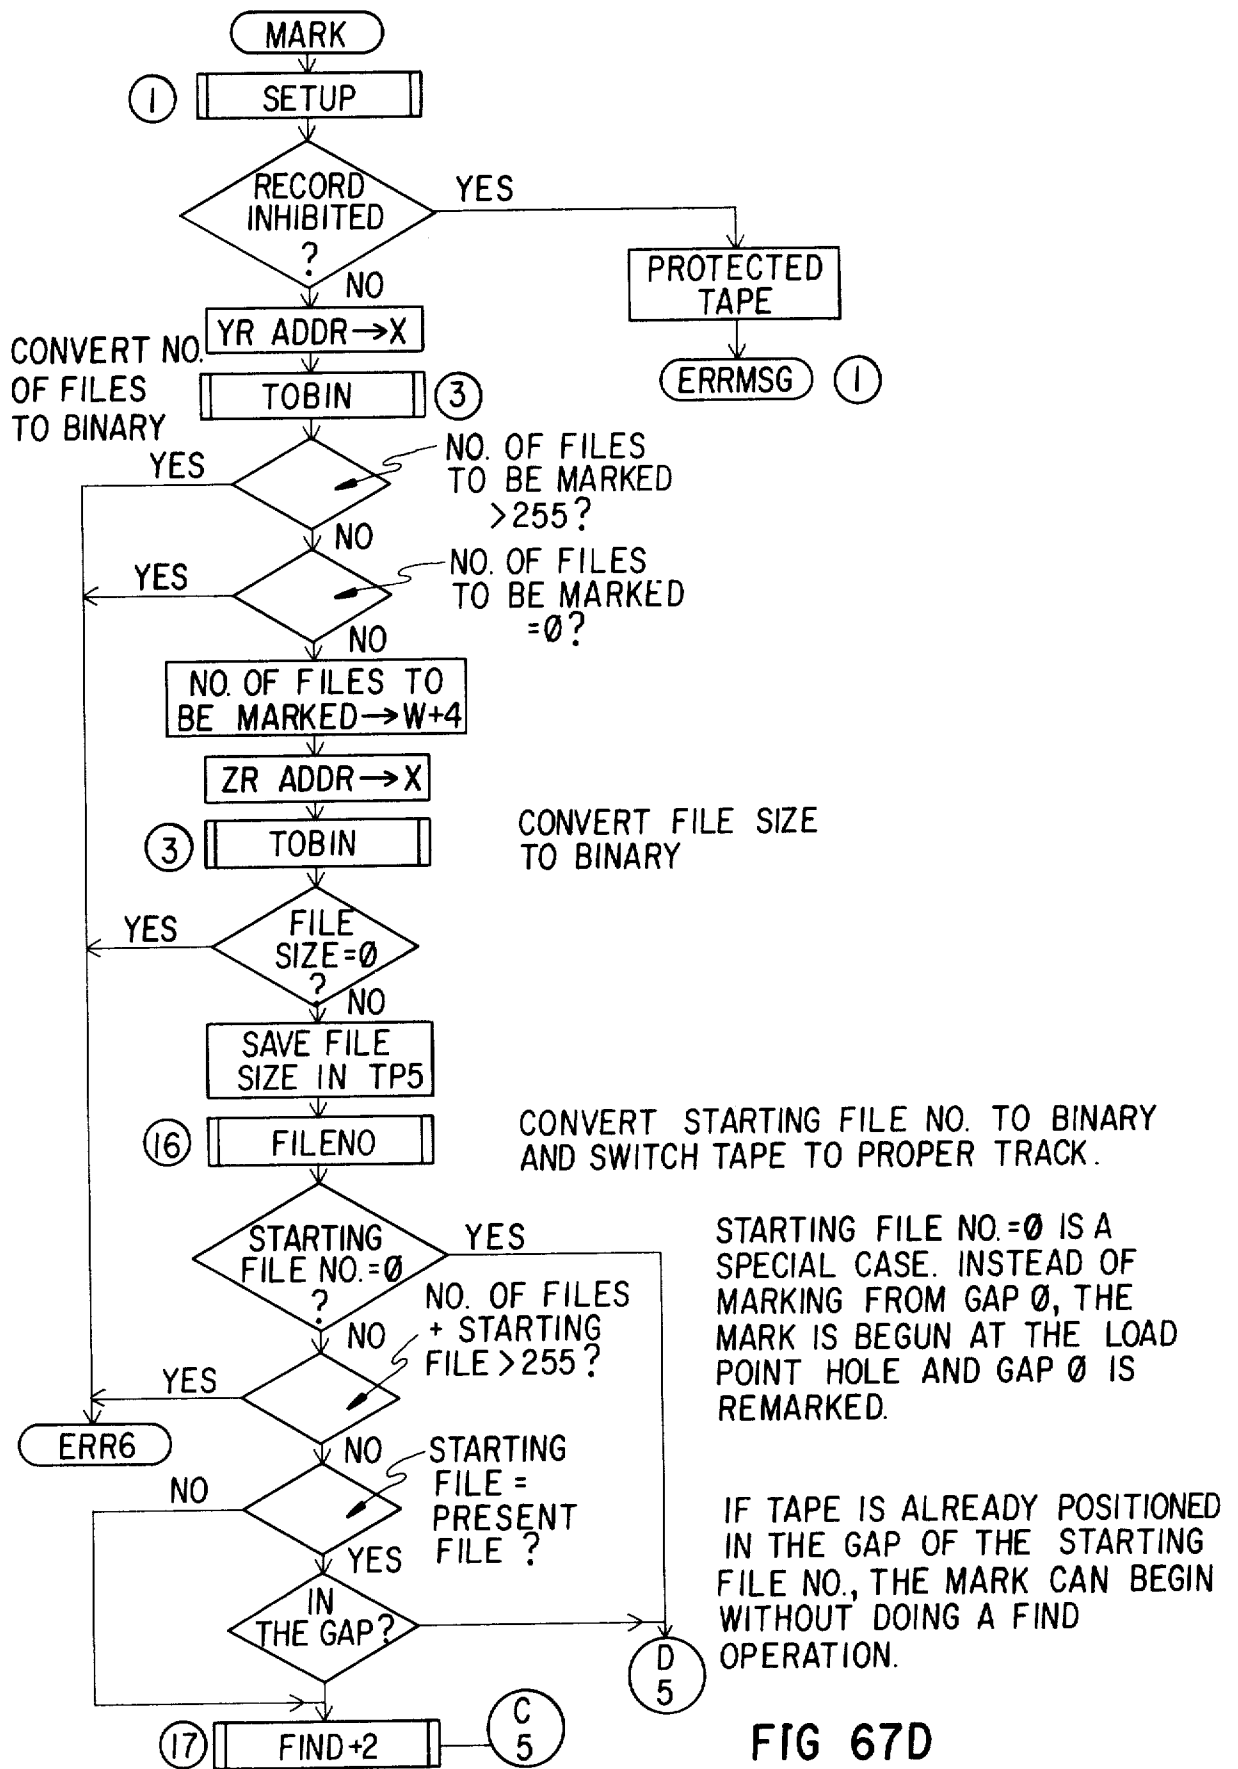 MARK
1
SETUP
RECORD
INHIBITED
?
YES
NO
PROTECTED
TAPE
ERRMSG
1
YR ADDR→X
CONVERT NO.
OF FILES
TO BINARY
TOBIN
3
YES
NO. OF FILES
TO BE MARKED
>255?
NO
YES
NO. OF FILES
TO BE MARKED
=Ø?
NO
NO. OF FILES TO
BE MARKED→W+4
ZR ADDR→X
3
TOBIN
CONVERT FILE SIZE
TO BINARY
YES
FILE
SIZE=Ø
?
NO
SAVE FILE
SIZE IN TP5
16
FILENO
CONVERT STARTING FILE NO. TO BINARY
AND SWITCH TAPE TO PROPER TRACK.
STARTING
FILE NO.=Ø
?
YES
NO
STARTING FILE NO.=Ø IS A
SPECIAL CASE. INSTEAD OF
MARKING FROM GAP Ø, THE
MARK IS BEGUN AT THE LOAD
POINT HOLE AND GAP Ø IS
REMARKED.
NO. OF FILES
+ STARTING
FILE>255?
YES
ERR6
NO
STARTING
FILE=
PRESENT
FILE ?
NO
YES
IN
THE GAP?
IF TAPE IS ALREADY POSITIONED
IN THE GAP OF THE STARTING
FILE NO., THE MARK CAN BEGIN
WITHOUT DOING A FIND
OPERATION.
D
5
17
FIND+2
C
5
FIG 67D